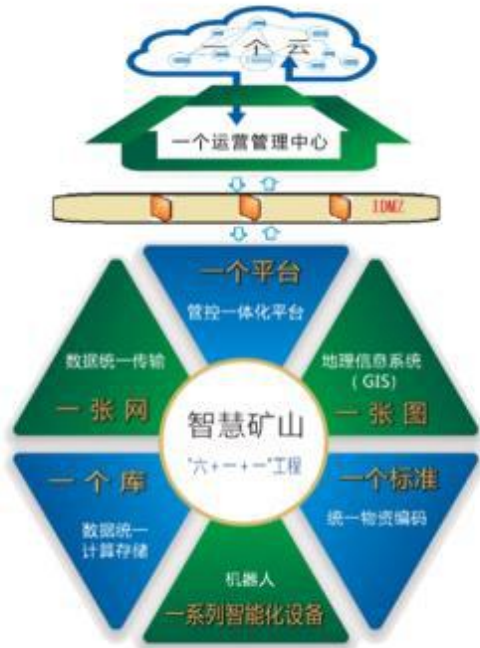 一个云
一个运营管理中心
IDMZ
一个平台
管控一体化平台
数据统一传输
一张网
地理信息系统
(GIS)
一张图
智慧矿山
"六+一+一"工程
一个库
数据统一
计算存储
一个标准
统一物资编码
机器人
一系列智能化设备